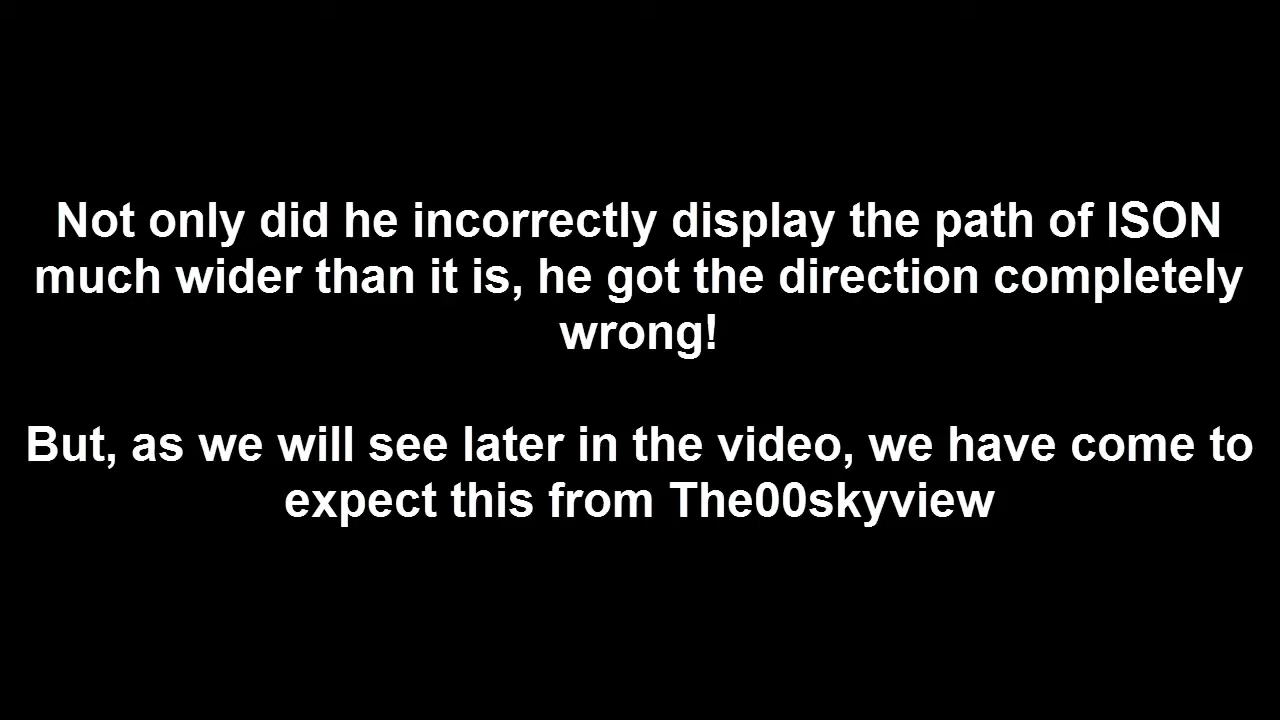 Not only did he incorrectly display the path of ISON
much wider than it is, he got the direction completely
wrong!
But, as we will see later in the video, we have come to
expect this from The00skyview